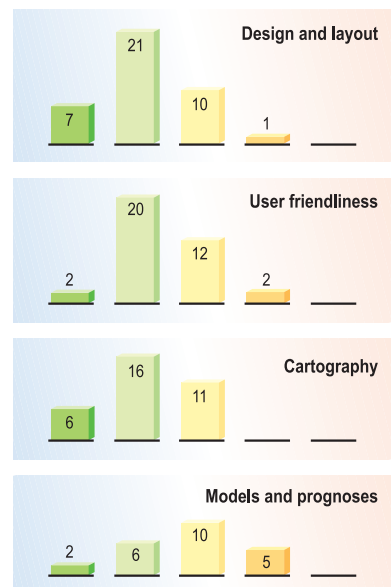 Design and layout
7 21 10 1
User friendliness
2 20 12 2
Cartography
6 16 11
Models and prognoses
2 6 10 5